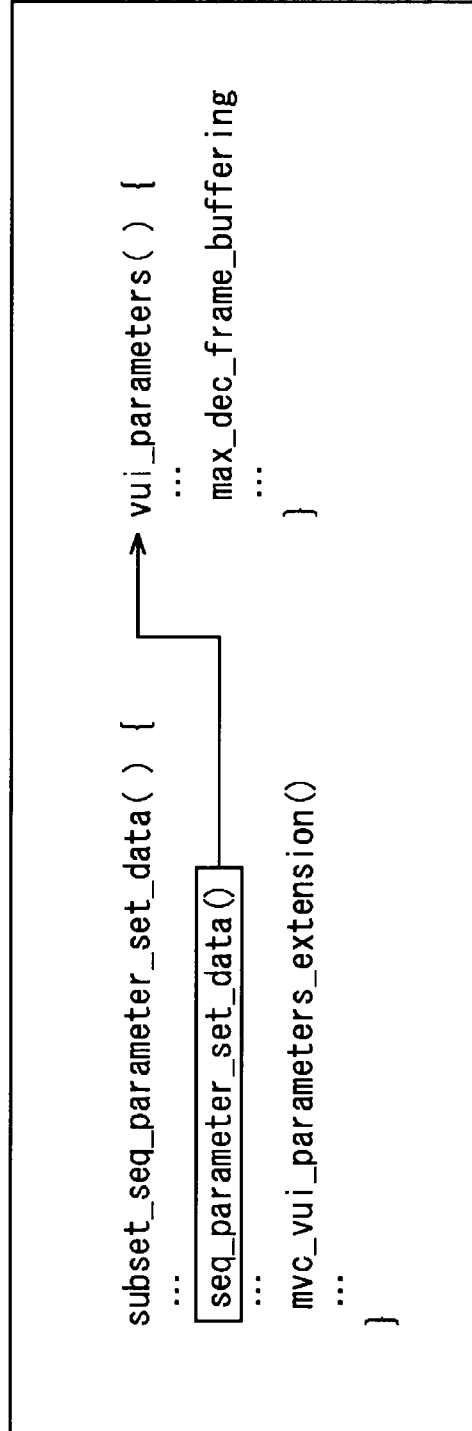 subset_seq_parameter_set_data( ) {
...
seq_parameter_set_data()
...
mvc_vui_parameters_extension()
...
}
vui_parameters( ) {
...
max_dec_frame_buffering
...
}